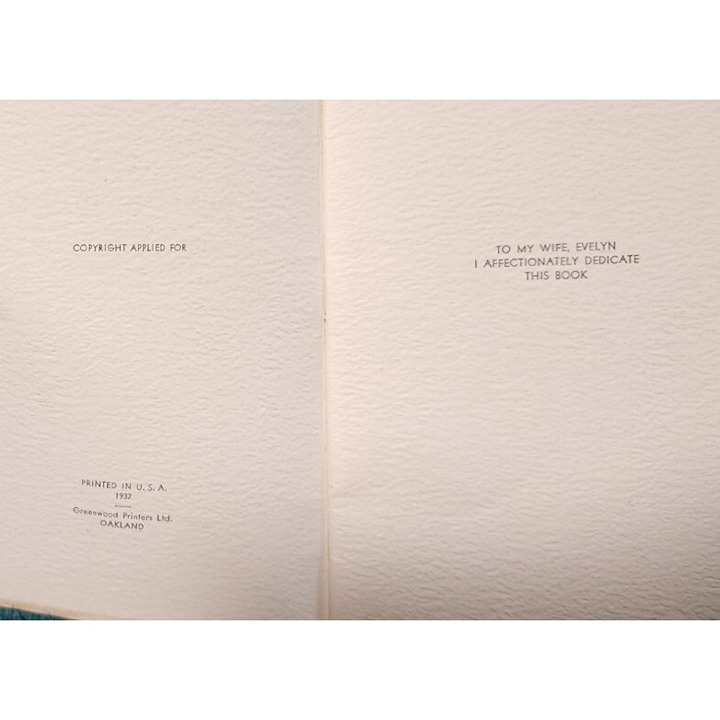 COPYRIGHT APPLIED FOR
PRINTED IN U. S. A.
1937
Greenwood Printers Ltd.
OAKLAND
TO MY WIFE, EVELYN
I AFFECTIONATELY DEDICATE
THIS BOOK